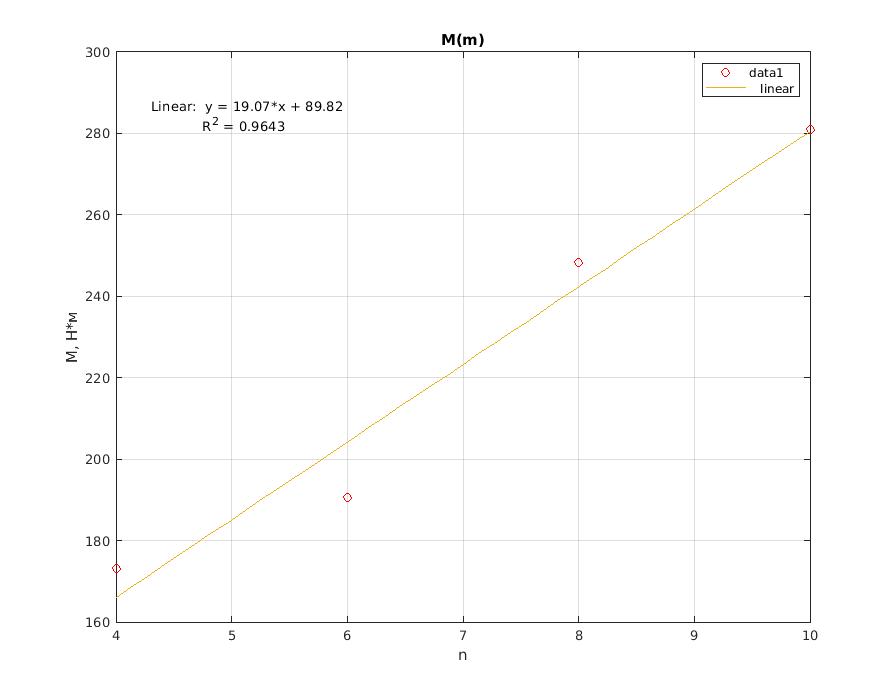 M(m)
300
280
260
240
220
200
180
160
M, Н*м
Linear: y = 19.07*x + 89.82
R² = 0.9643
data1
linear
4 5 6 7 8 9 10
n